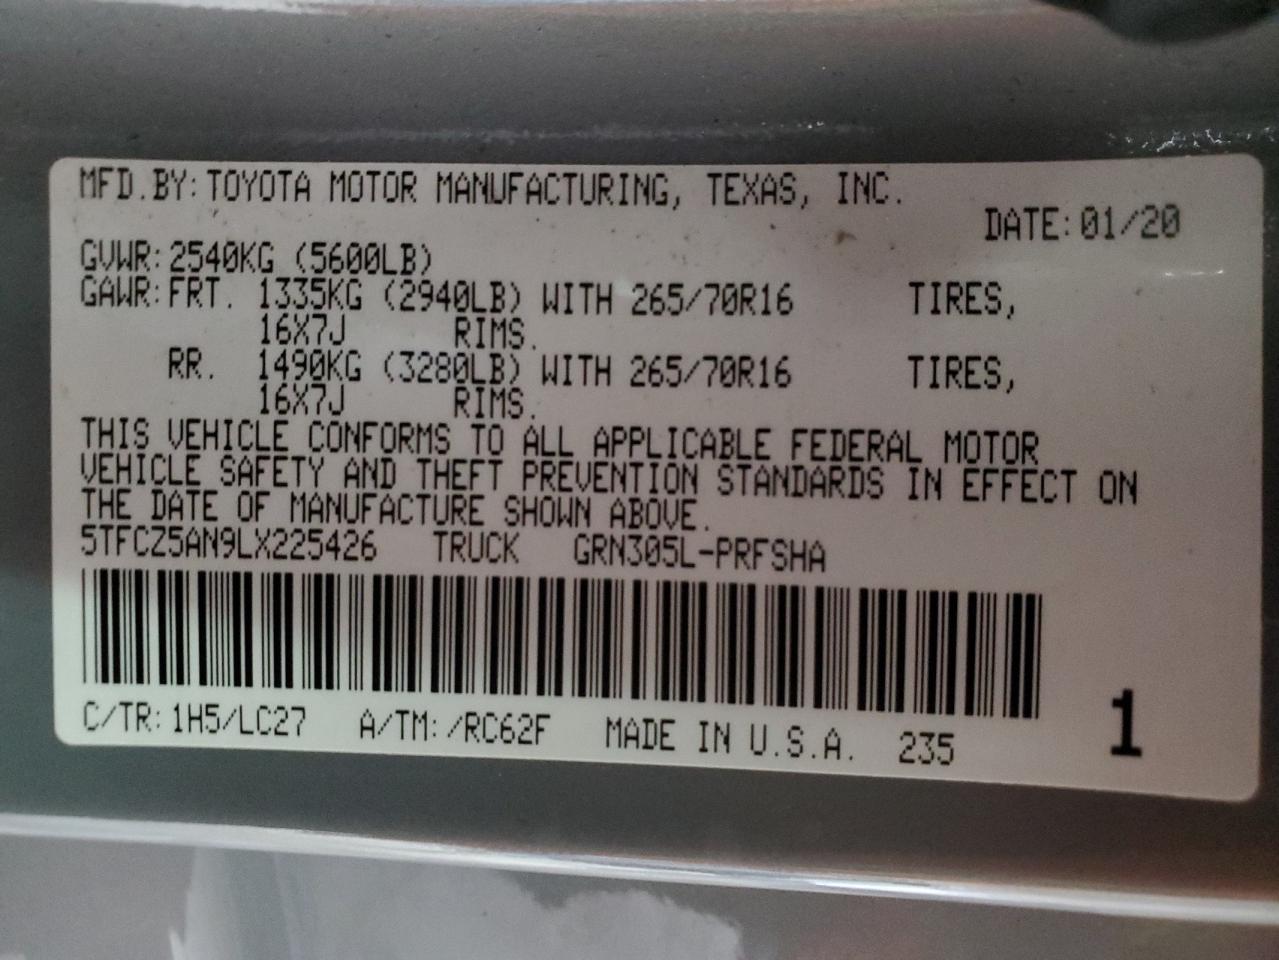 MFD.BY:TOYOTA MOTOR MANUFACTURING, TEXAS, INC.
DATE:01/20
GVWR:2540KG (5600LB)
GAWR:FRT. 1335KG (2940LB) WITH 265/70R16 TIRES,
16X7J RIMS.
RR. 1490KG (3280LB) WITH 265/70R16 TIRES,
16X7J RIMS.
THIS VEHICLE CONFORMS TO ALL APPLICABLE FEDERAL MOTOR
VEHICLE SAFETY AND THEFT PREVENTION STANDARDS IN EFFECT ON
THE DATE OF MANUFACTURE SHOWN ABOVE.
5TFCZ5AN9LX225426 TRUCK GRN305L-PRFSHA
C/TR:1H5/LC27 A/TM:/RC62F MADE IN U.S.A. 235 1